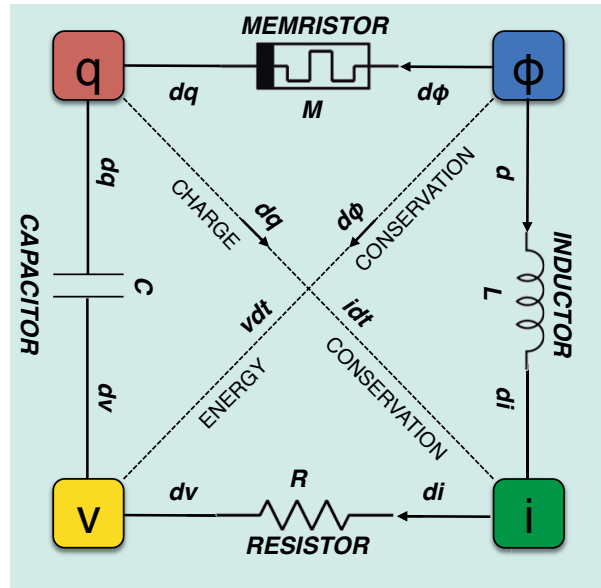 MEMRISTOR
q
dq
M
dϕ
ϕ
dq
CHARGE
dq
dϕ
CONSERVATION
d
CAPACITOR
C
vdt
idt
L
INDUCTOR
dv
ENERGY
CONSERVATION
di
v
dv
R
di
i
RESISTOR